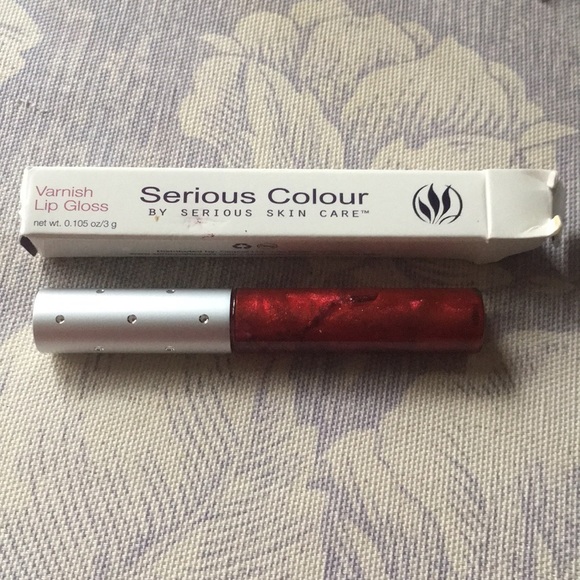 Varnish
Lip Gloss
net wt. 0.105 oz/3 g
Serious Colour
BY SERIOUS SKIN CARE™